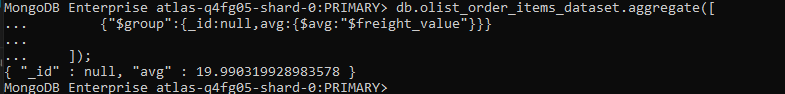 MongoDB Enterprise atlas-q4fg05-shard-0:PRIMARY> db.olist_order_items_dataset.aggregate([
...        {"$group":{_id:null,avg:{$avg:"$freight_value"}}}
...
...    ]);
{ "_id" : null, "avg" : 19.990319928983578 }
MongoDB Enterprise atlas-q4fg05-shard-0:PRIMARY>